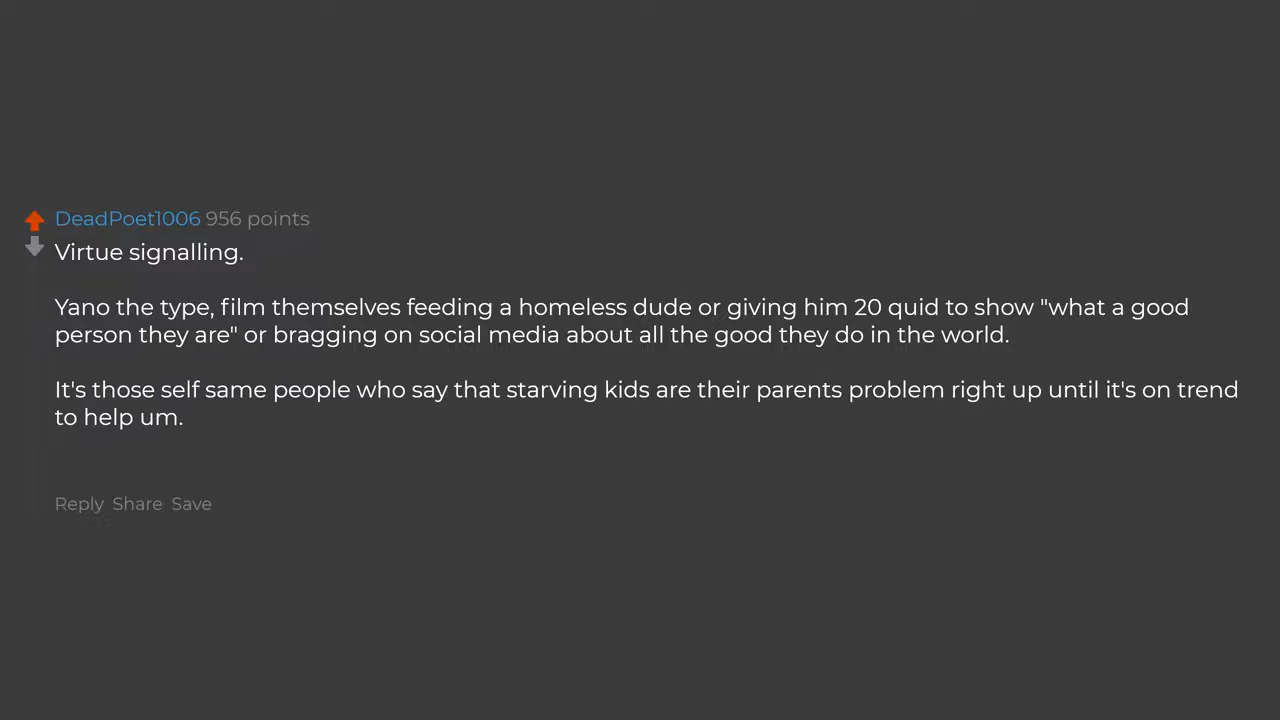 DeadPoet1006 956 points
Virtue signalling.
Yano the type, film themselves feeding a homeless dude or giving him 20 quid to show "what a good
person they are" or bragging on social media about all the good they do in the world.
It's those self same people who say that starving kids are their parents problem right up until it's on trend
to help um.
Reply Share Save